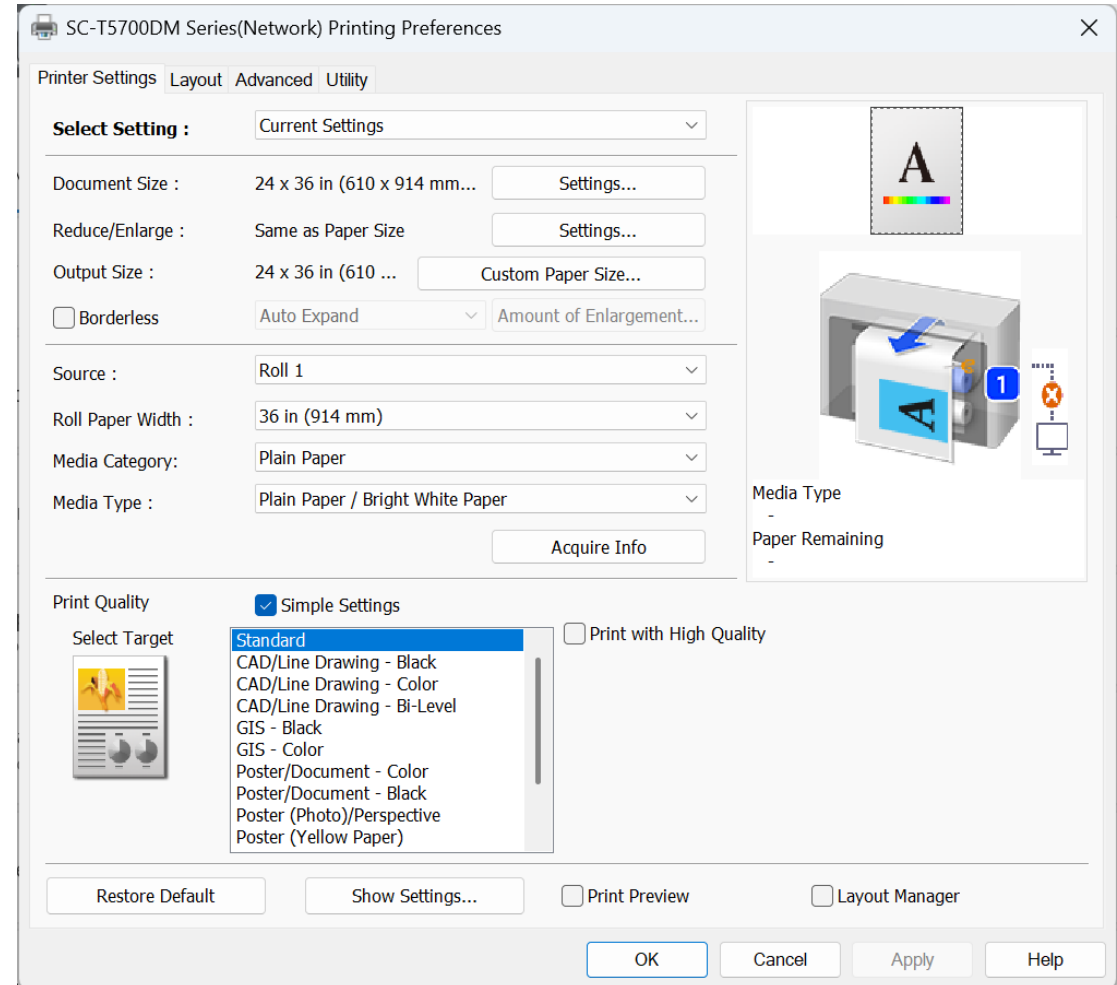 SC-T5700DM Series(Network) Printing Preferences
Printer Settings Layout Advanced Utility
Select Setting : Current Settings
Document Size : 24 x 36 in (610 x 914 mm... Settings...
Reduce/Enlarge : Same as Paper Size Settings...
Output Size : 24 x 36 in (610 ... Custom Paper Size...
Borderless Auto Expand Amount of Enlargement...
Source : Roll 1
Roll Paper Width : 36 in (914 mm)
Media Category: Plain Paper
Media Type : Plain Paper / Bright White Paper
Acquire Info
A
A
1
Media Type
-
Paper Remaining
-
Print Quality Simple Settings
Select Target
Standard
CAD/Line Drawing - Black
CAD/Line Drawing - Color
CAD/Line Drawing - Bi-Level
GIS - Black
GIS - Color
Poster/Document - Color
Poster/Document - Black
Poster (Photo)/Perspective
Poster (Yellow Paper)
Print with High Quality
Restore Default Show Settings... Print Preview Layout Manager
OK Cancel Apply Help